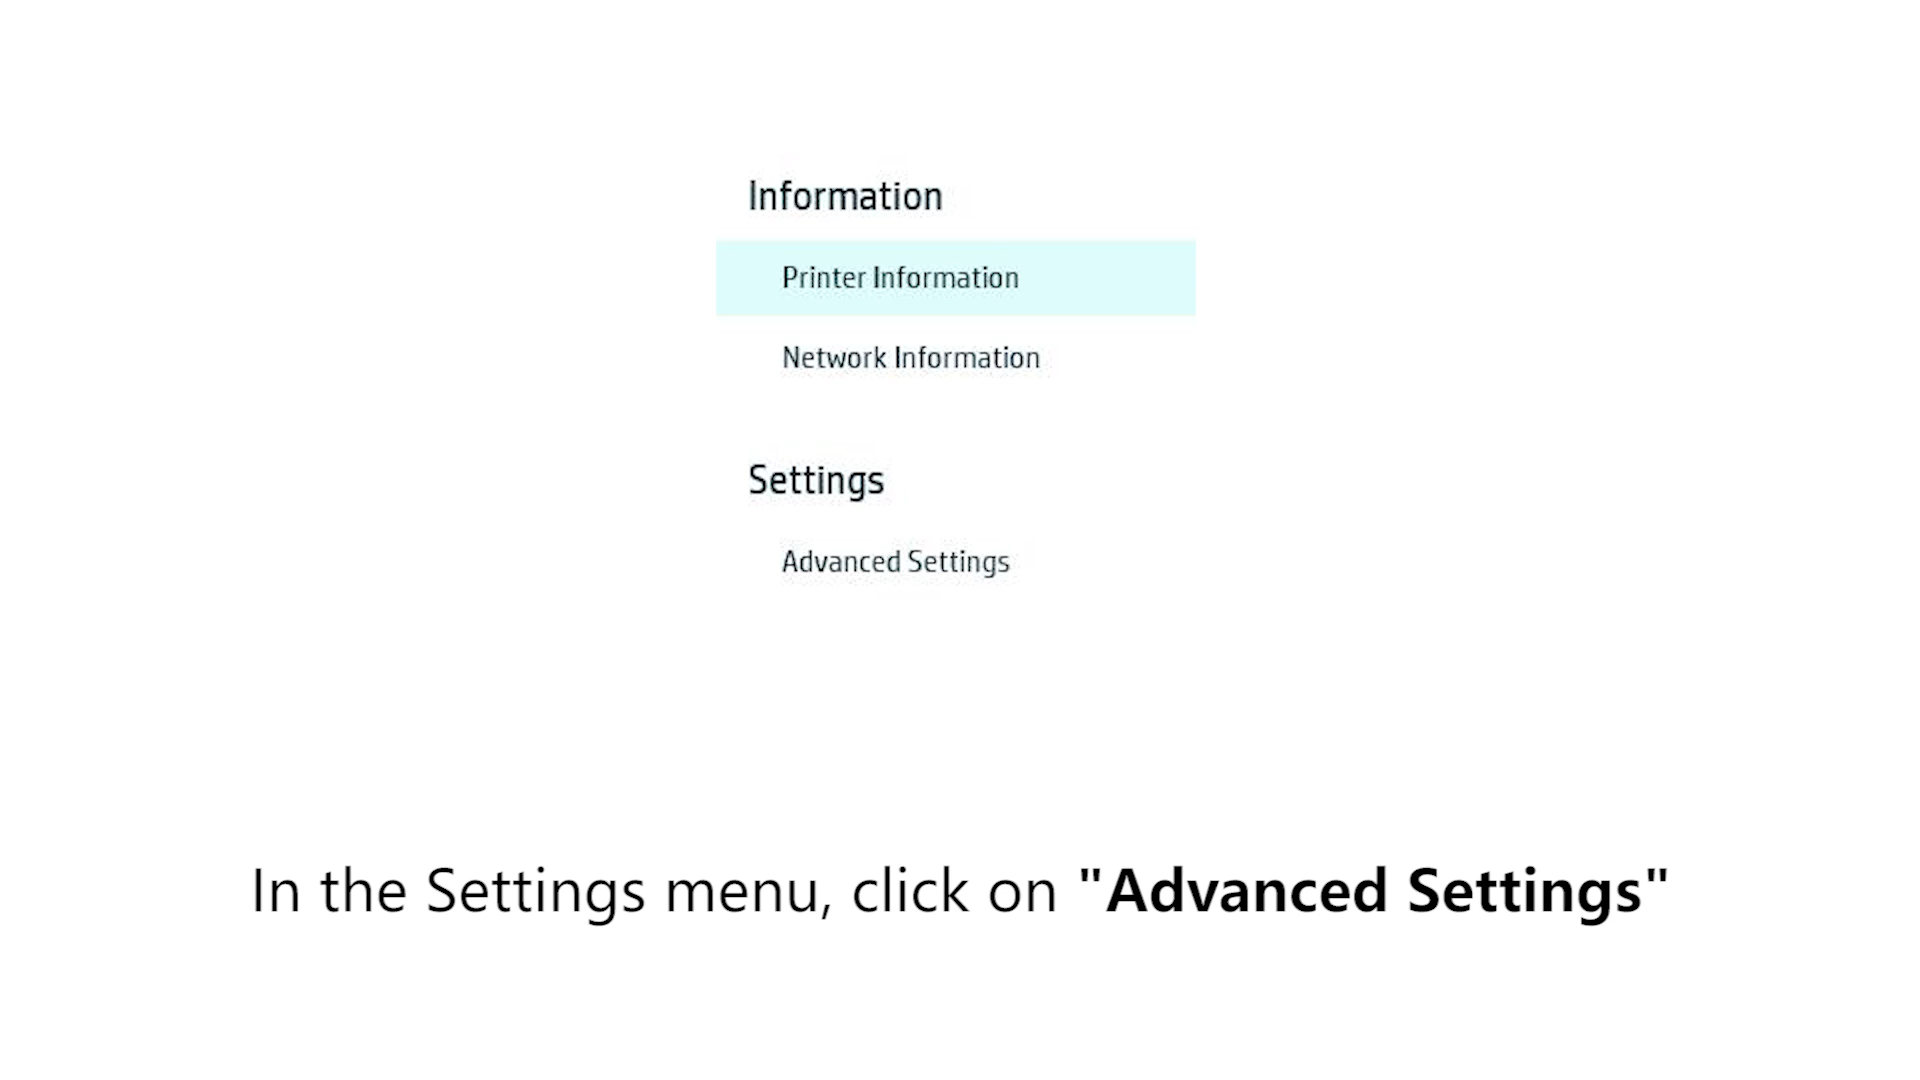 Information
Printer Information
Network Information
Settings
Advanced Settings
In the Settings menu, click on "Advanced Settings"